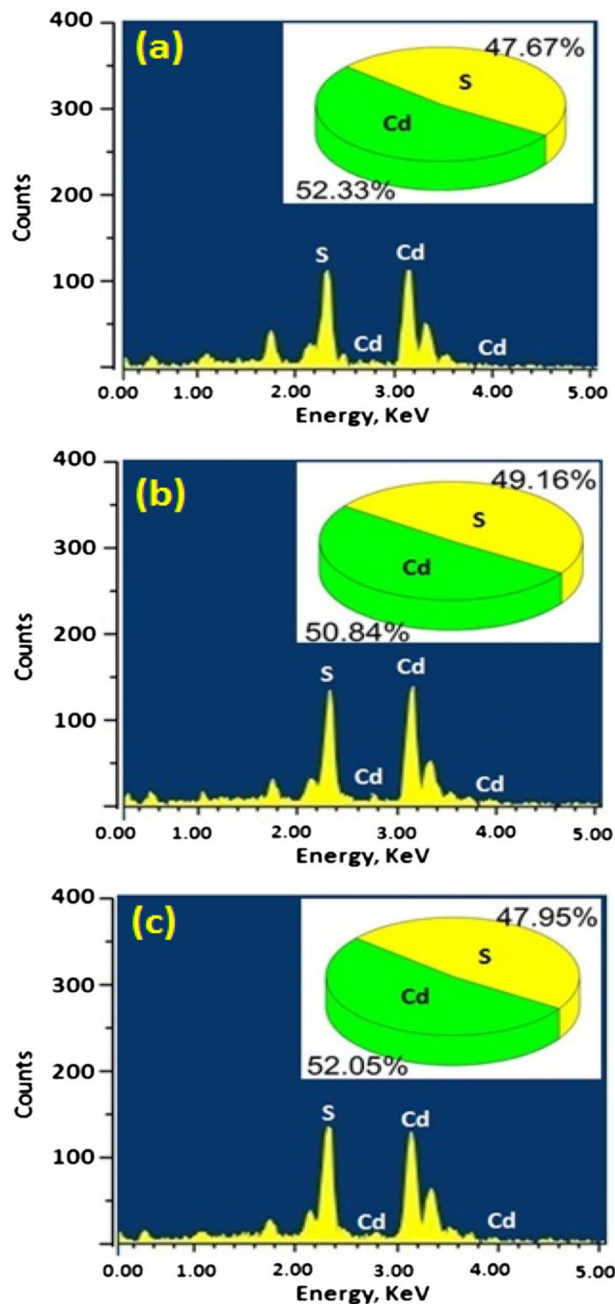 400
(a)
47.67%
S
300
Cd
52.33%
200
Counts
S
Cd
100
Cd
Cd
0.00 1.00 2.00 3.00 4.00 5.00
Energy, KeV
400
(b)
49.16%
S
300
Cd
50.84%
200
Counts
S
Cd
100
Cd
Cd
0.00 1.00 2.00 3.00 4.00 5.00
Energy, KeV
400
(c)
47.95%
S
300
Cd
52.05%
200
Counts
S
Cd
100
Cd
Cd
0.00 1.00 2.00 3.00 4.00 5.00
Energy, KeV